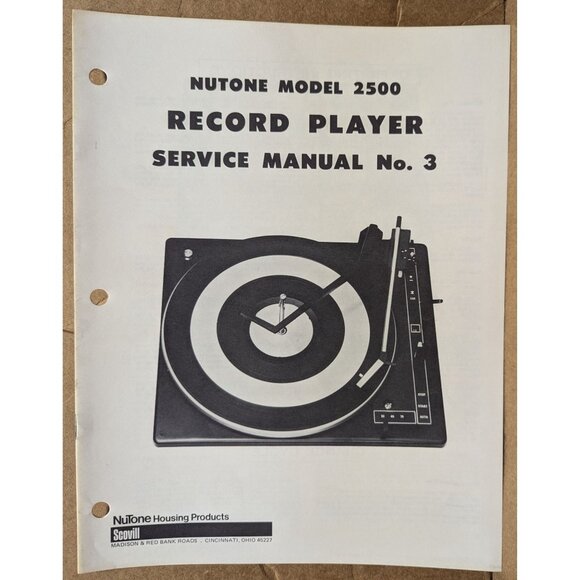 NUTONE MODEL 2500
RECORD PLAYER
SERVICE MANUAL No. 3
NuTone Housing Products
Scovill
MADISON & RED BANK ROADS . CINCINNATI, OHIO 45227